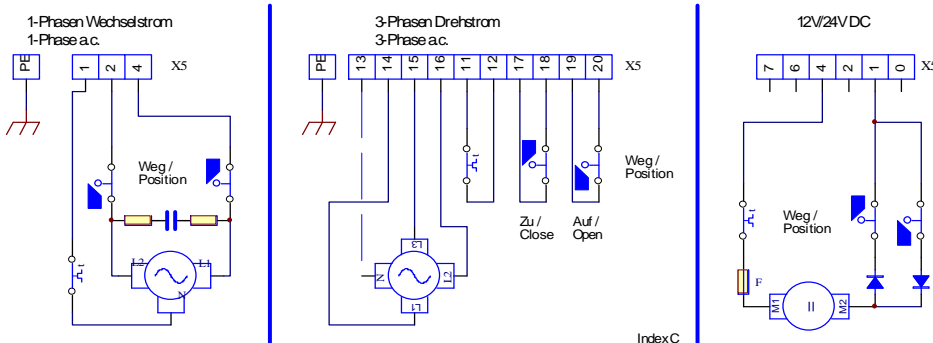 1-Phasen Wechselstrom
1-Phase a.c.
PE
1 2 4
X5
Weg /
Position
L2 L1
N
t
3-Phasen Drehstrom
3-Phase a.c.
PE
13 14 15 16 11 12 17 18 19 20
X5
t
Weg /
Position
Zu /
Close
Auf /
Open
L3
N L2
L1
Index C
12V/24V DC
7 6 4 2 1 0
X5
t
Weg /
Position
F
M1 II M2